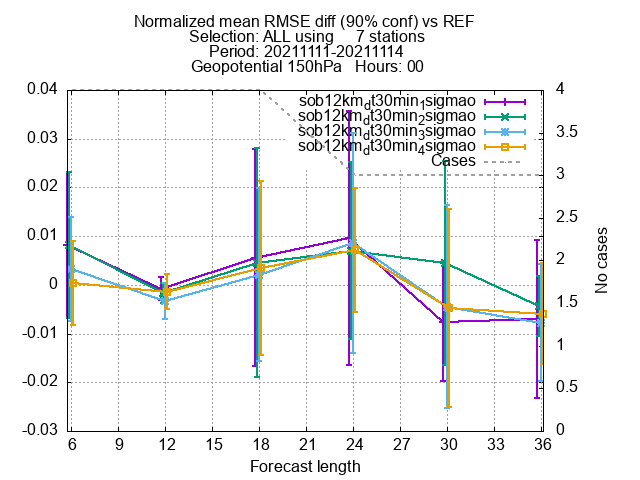 Normalized mean RMSE diff (90% conf) vs REF
Selection: ALL using 7 stations
Period: 20211111-20211114
Geopotential 150hPa Hours: 00
sob12km_dt30min_1sigmao
sob12km_dt30min_2sigmao
sob12km_dt30min_3sigmao
sob12km_dt30min_4sigmao
Cases
0.04
0.03
0.02
0.01
0
-0.01
-0.02
-0.03
4
3.5
3
2.5
2
1.5
1
0.5
0
No cases
6 9 12 15 18 21 24 27 30 33 36
Forecast length